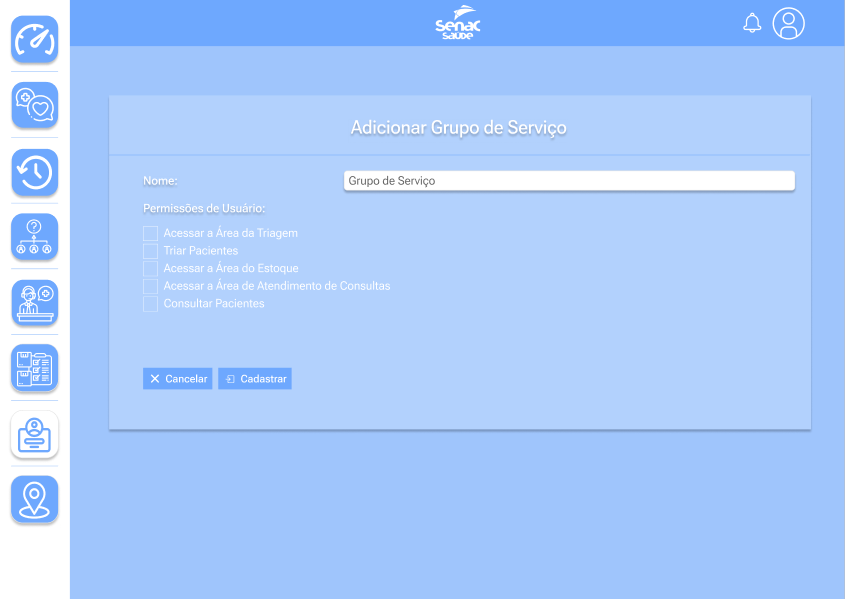 Senac
saúde
Adicionar Grupo de Serviço
Nome:
Grupo de Serviço
Permissões de Usuário:
Acessar a Área da Triagem
Triar Pacientes
Acessar a Área do Estoque
Acessar a Área de Atendimento de Consultas
Consultar Pacientes
Cancelar
Cadastrar